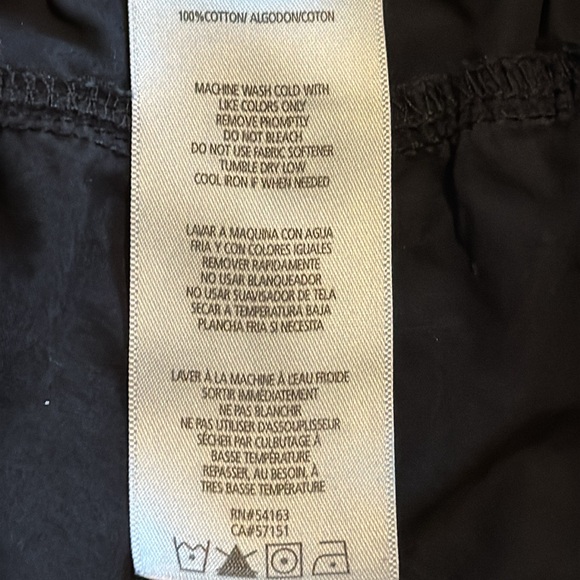 100%COTTON/ ALGODON/COTON
MACHINE WASH COLD WITH
LIKE COLORS ONLY
REMOVE PROMPTLY
DO NOT BLEACH
DO NOT USE FABRIC SOFTENER
TUMBLE DRY LOW
COOL IRON IF WHEN NEEDED
LAVAR A MAQUINA CON AGUA
FRIA Y CON COLORES IGUALES
REMOVER RAPIDAMENTE
NO USAR BLANQUEADOR
NO USAR SUAVISADOR DE TELA
SECAR A TEMPERATURA BAJA
PLANCHA FRIA SI NECESITA
LAVER À LA MACHINE À L'EAU FROIDE
SORTIR IMMÉDIATEMENT
NE PAS BLANCHIR
NE PAS UTILISER D'ASSOUPLISSEUR
SÉCHER PAR CULBUTAGE À
BASSE TEMPÉRATURE
REPASSER, AU BESOIN, À
TRES BASSE TEMPÉRATURE
RN#54163
CA#57151